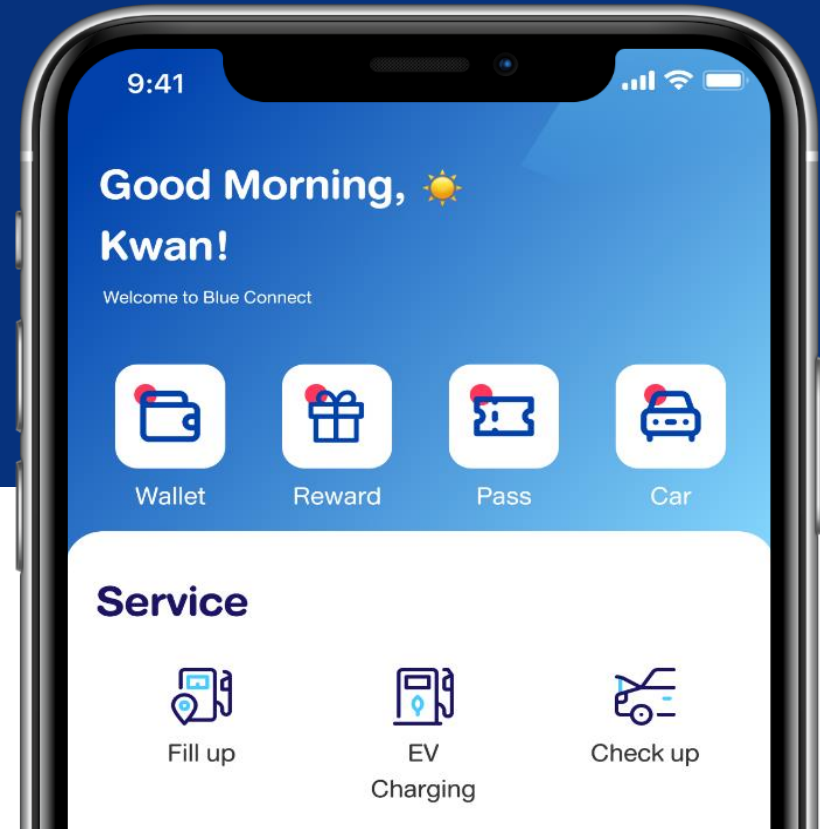 9:41
Good Morning, ☀️
Kwan!
Welcome to Blue Connect
Wallet
Reward
Pass
Car
Service
Fill up
EV
Charging
Check up